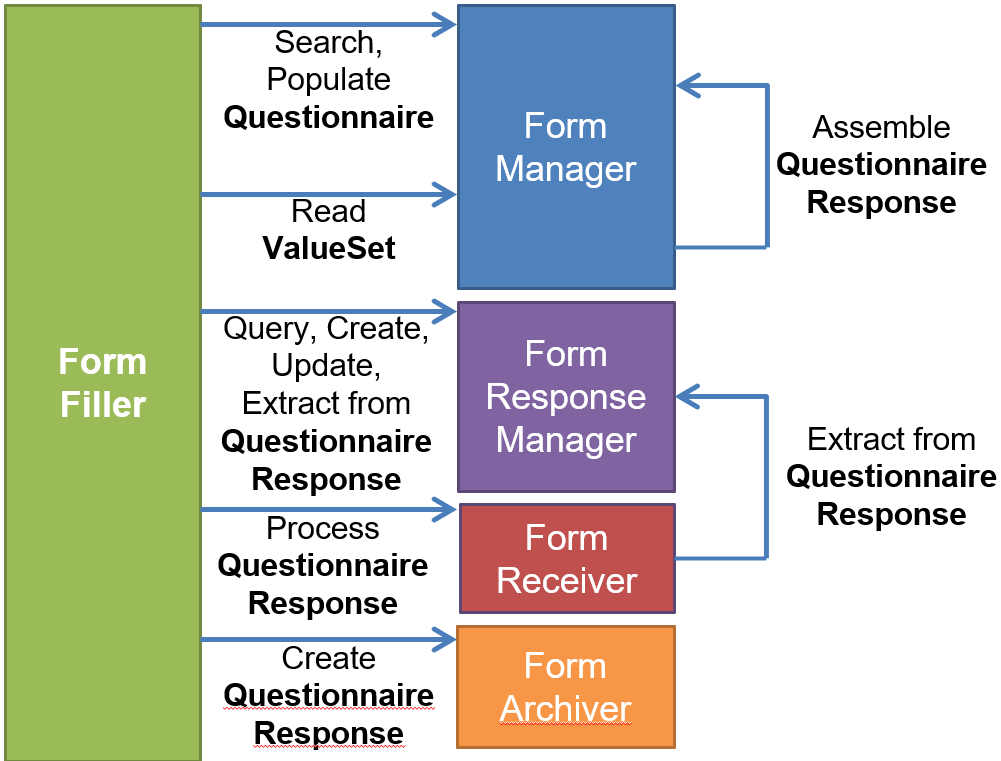 Form
Filler
Search,
Populate
Questionnaire
Read
ValueSet
Query, Create,
Update,
Extract from
Questionnaire
Response
Process
Questionnaire
Response
Create
Questionnaire
Response
Form
Manager
Form
Response
Manager
Form
Receiver
Form
Archiver
Assemble
Questionnaire
Response
Extract from
Questionnaire
Response